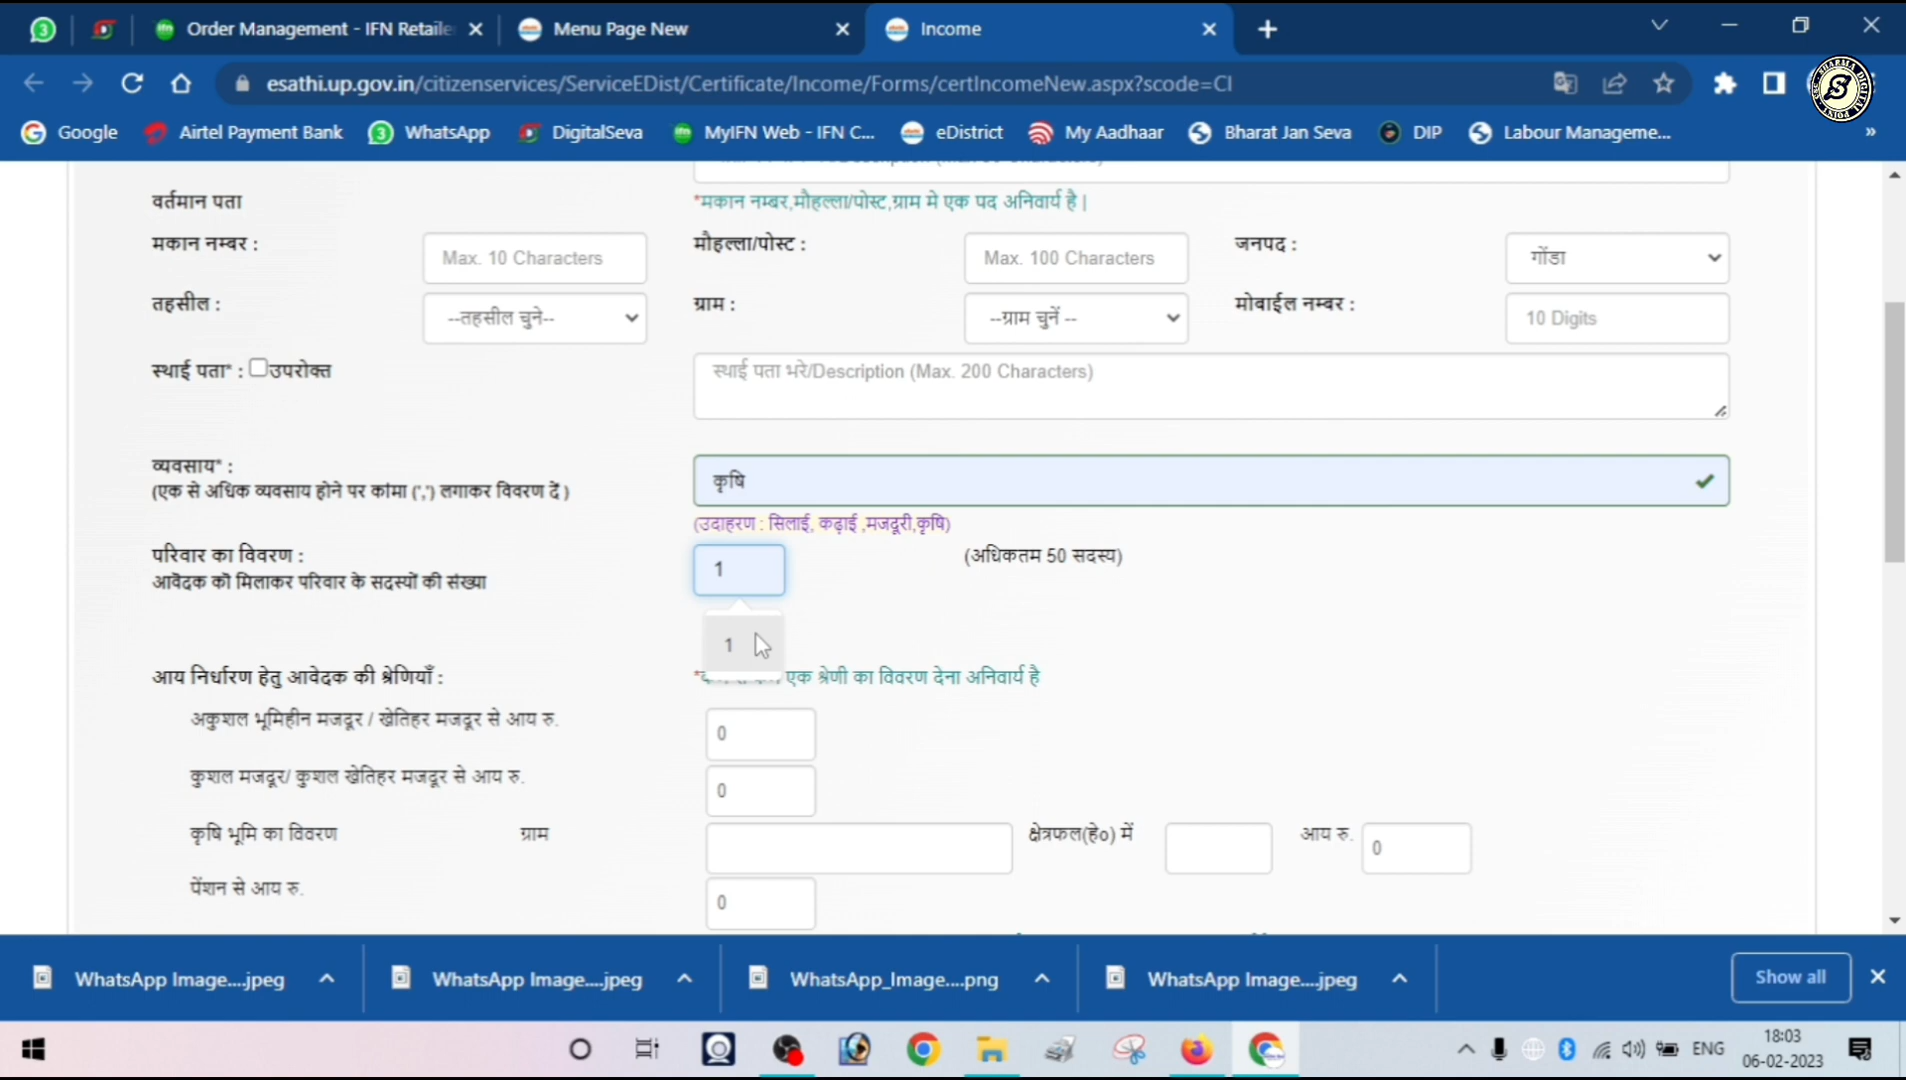 Order Management - IFN Retaile
Menu Page New
Income
esathi.up.gov.in/citizenservices/ServiceEDist/Certificate/Income/Forms/certIncomeNew.aspx?scode=CI
Google
Airtel Payment Bank
WhatsApp
DigitalSeva
MyIFN Web - IFN C...
eDistrict
My Aadhaar
Bharat Jan Seva
DIP
Labour Manageme...
»
CSC SHARMA DIGITAL POINT
वर्तमान पता
*मकान नम्बर,मौहल्ला/पोस्ट,ग्राम मे एक पद अनिवार्य है |
मकान नम्बर :
Max. 10 Characters
मौहल्ला/पोस्ट :
Max. 100 Characters
जनपद :
गोंडा
तहसील :
--तहसील चुने--
ग्राम :
--ग्राम चुनें --
मोबाईल नम्बर :
10 Digits
स्थाई पता* :
उपरोक्त
स्थाई पता भरे/Description (Max. 200 Characters)
व्यवसाय* :
(एक से अधिक व्यवसाय होने पर कांमा (',') लगाकर विवरण दें )
कृषि
(उदाहरण : सिलाई, कढ़ाई ,मजदूरी,कृषि)
परिवार का विवरण :
आवेदक को मिलाकर परिवार के सदस्यों की संख्या
1
(अधिकतम 50 सदस्य)
1
आय निर्धारण हेतु आवेदक की श्रेणियाँ :
एक श्रेणी का विवरण देना अनिवार्य है
अकुशल भूमिहीन मजदूर / खेतिहर मजदूर से आय रु.
0
कुशल मजदूर/ कुशल खेतिहर मजदूर से आय रु.
0
कृषि भूमि का विवरण
ग्राम
क्षेत्रफल(हे०) में
आय रु.
0
पेंशन से आय रु.
0
WhatsApp Image....jpeg
WhatsApp Image....jpeg
WhatsApp_Image....png
WhatsApp Image....jpeg
Show all
ENG
18:03
06-02-2023